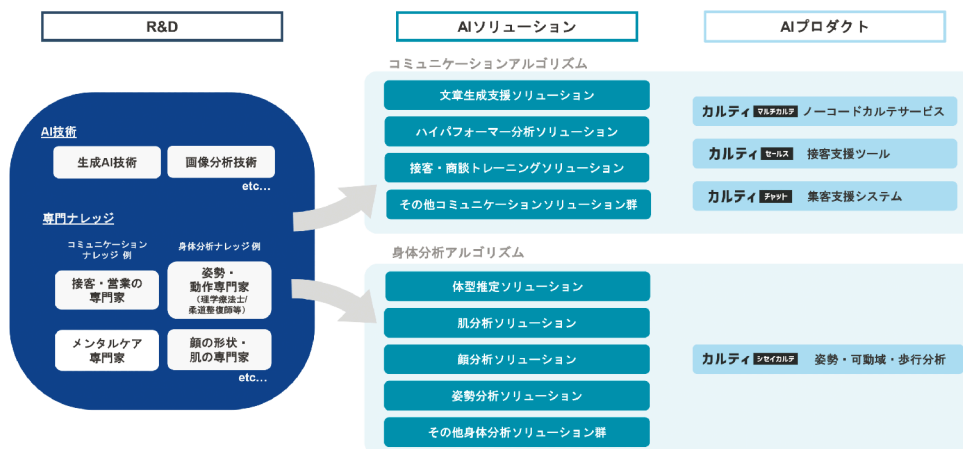 R&D
AIソリューション
AIプロダクト
AI技術
生成AI技術
画像分析技術
etc...
専門ナレッジ
コミュニケーション
ナレッジ 例
身体分析ナレッジ 例
接客・営業の
専門家
姿勢・
動作専門家
(理学療法士/
柔道整復師等)
メンタルケア
専門家
顔の形状・
肌の専門家
etc...
コミュニケーションアルゴリズム
文章生成支援ソリューション
ハイパフォーマー分析ソリューション
接客・商談トレーニングソリューション
その他コミュニケーションソリューション群
カルティ マルチカルテ ノーコードカルテサービス
カルティ セールス 接客支援ツール
カルティ チャット 集客支援システム
身体分析アルゴリズム
体型推定ソリューション
肌分析ソリューション
顔分析ソリューション
姿勢分析ソリューション
その他身体分析ソリューション群
カルティ シセイカルテ 姿勢・可動域・歩行分析